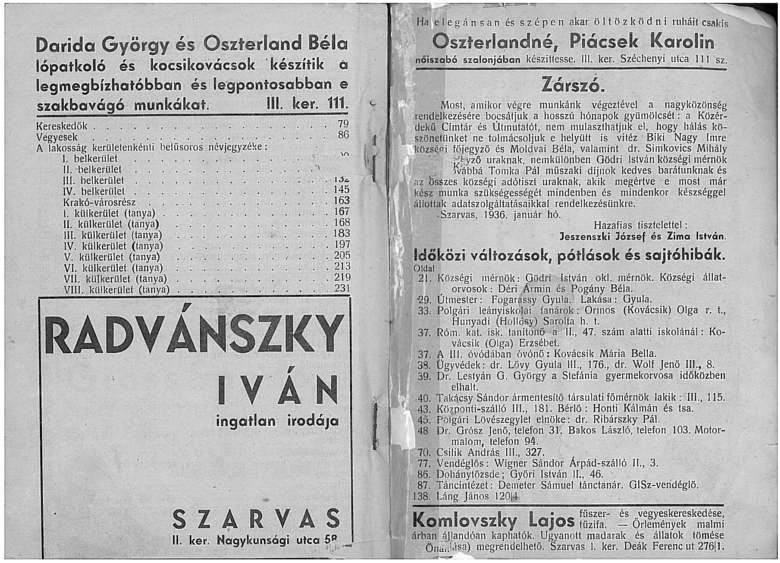 Darida György és Oszterland Béla
lópatkoló és kocsikovácsok készítik a
legmegbízhatóbban és legpontosabban e
szakbavágó munkákat. III. ker. 111.
Kereskedők . . . . . . . . . . 79
Vegyesek . . . . . . . . . . 86
A lakosság kerületenkénti betűsoros névjegyzéke:
I. belkerület
II. belkerület
III. belkerület
IV. belkerület 145
Krakó-városrész 163
I. külkerület (tanya) 167
II. külkerület (tanya) 168
III. külkerület (tanya) 183
IV. külkerület (tanya) 197
V. külkerület (tanya) 205
VI. külkerület (tanya) 213
VII. külkerület (tanya) 219
VIII. külkerület (tanya) 231
RADVÁNSZKY
IVÁN
ingatlan irodája
SZARVAS
II. ker. Nagykunsági utca 58
Ha elegánsan és szépen akar öltözködni ruháit csakis
Oszterlandné, Piácsek Karolin
nőiszabó szalonjában készíttesse. III. ker. Széchenyi utca 111 sz.
Zárszó.
Most, amikor végre munkánk végeztével a nagyközönség
rendelkezésére bocsátjuk a hosszú hónapok gyümölcsét: a Közér-
dekű Címtár és Útmutatót, nem mulaszthatjuk el, hogy hálás kö-
szönetünket ne tolmácsoljuk e helyütt is vitéz Biki Nagy Imre
községi főjegyző és Moldvai Béla, valamint dr. Simkovics Mihály
uraknak, nemkülönben Gödri István községi mérnök
Tomka Pál műszaki díjnok kedves barátunknak és
az összes községi adótiszt uraknak, akik megértve e most már
kész munka szükségességét mindenben és mindenkor készséggel
állottak adatszolgáltatásaikkal rendelkezésünkre.
Szarvas, 1936. január hó.
Hazafias tisztelettel:
Jeszenszki József és Zima István.
Időközi változások, pótlások és sajtóhibák.
Oldal
21. Községi mérnök: Gödri István okl. mérnök. Községi állat-
orvosok: Déri Ármin és Pogány Béla.
29. Útmester: Fogarassy Gyula. Lakása: Gyula.
33. Polgári leányiskolai tanárok: Ormos (Kovácsik) Olga r. t.,
Hunyadi (Hollósy) Sarolta h. t.
37. Róm. kat. isk. tanítónő a II., 47. szám alatti iskolánál: Ko-
vácsik (Olga) Erzsébet.
37. A III. óvódában óvónő: Kovácsik Mária Bella.
38. Ügyvédek: dr. Lővy Gyula III., 176., dr. Wolf Jenő III., 8.
39. Dr. Lestyán G. György a Stefánia gyermekorvosa időközben
elhalt.
40. Takácsy Sándor ármentesítő társulati főmérnök lakik: III., 115.
43. Központi-szálló III., 181. Bérlő: Honti Kálmán és tsa.
45. Polgári Lövészegylet elnöke: dr. Ribárszky Pál.
48 Dr. Grósz Jenő, telefon 31. Bakos László, telefon 103. Motor-
malom, telefon 94.
70. Csilik András III., 327.
77. Vendéglős: Wigner Sándor Árpád-szálló II., 3.
86. Dohánytőzsde: Győri István II., 46.
87. Táncintézet: Demeter Sámuel tánctanár. GISz-vendéglő.
138. Láng János 120|4
Komlovszky Lajos fűszer- és vegyeskereskedése,
tűzifa. — Őrlemények malmi
árban állandóan kaphatók. Ugyanott madarak és állatok tömése
megrendelhető. Szarvas I. ker. Deák Ferenc ut 276|1.